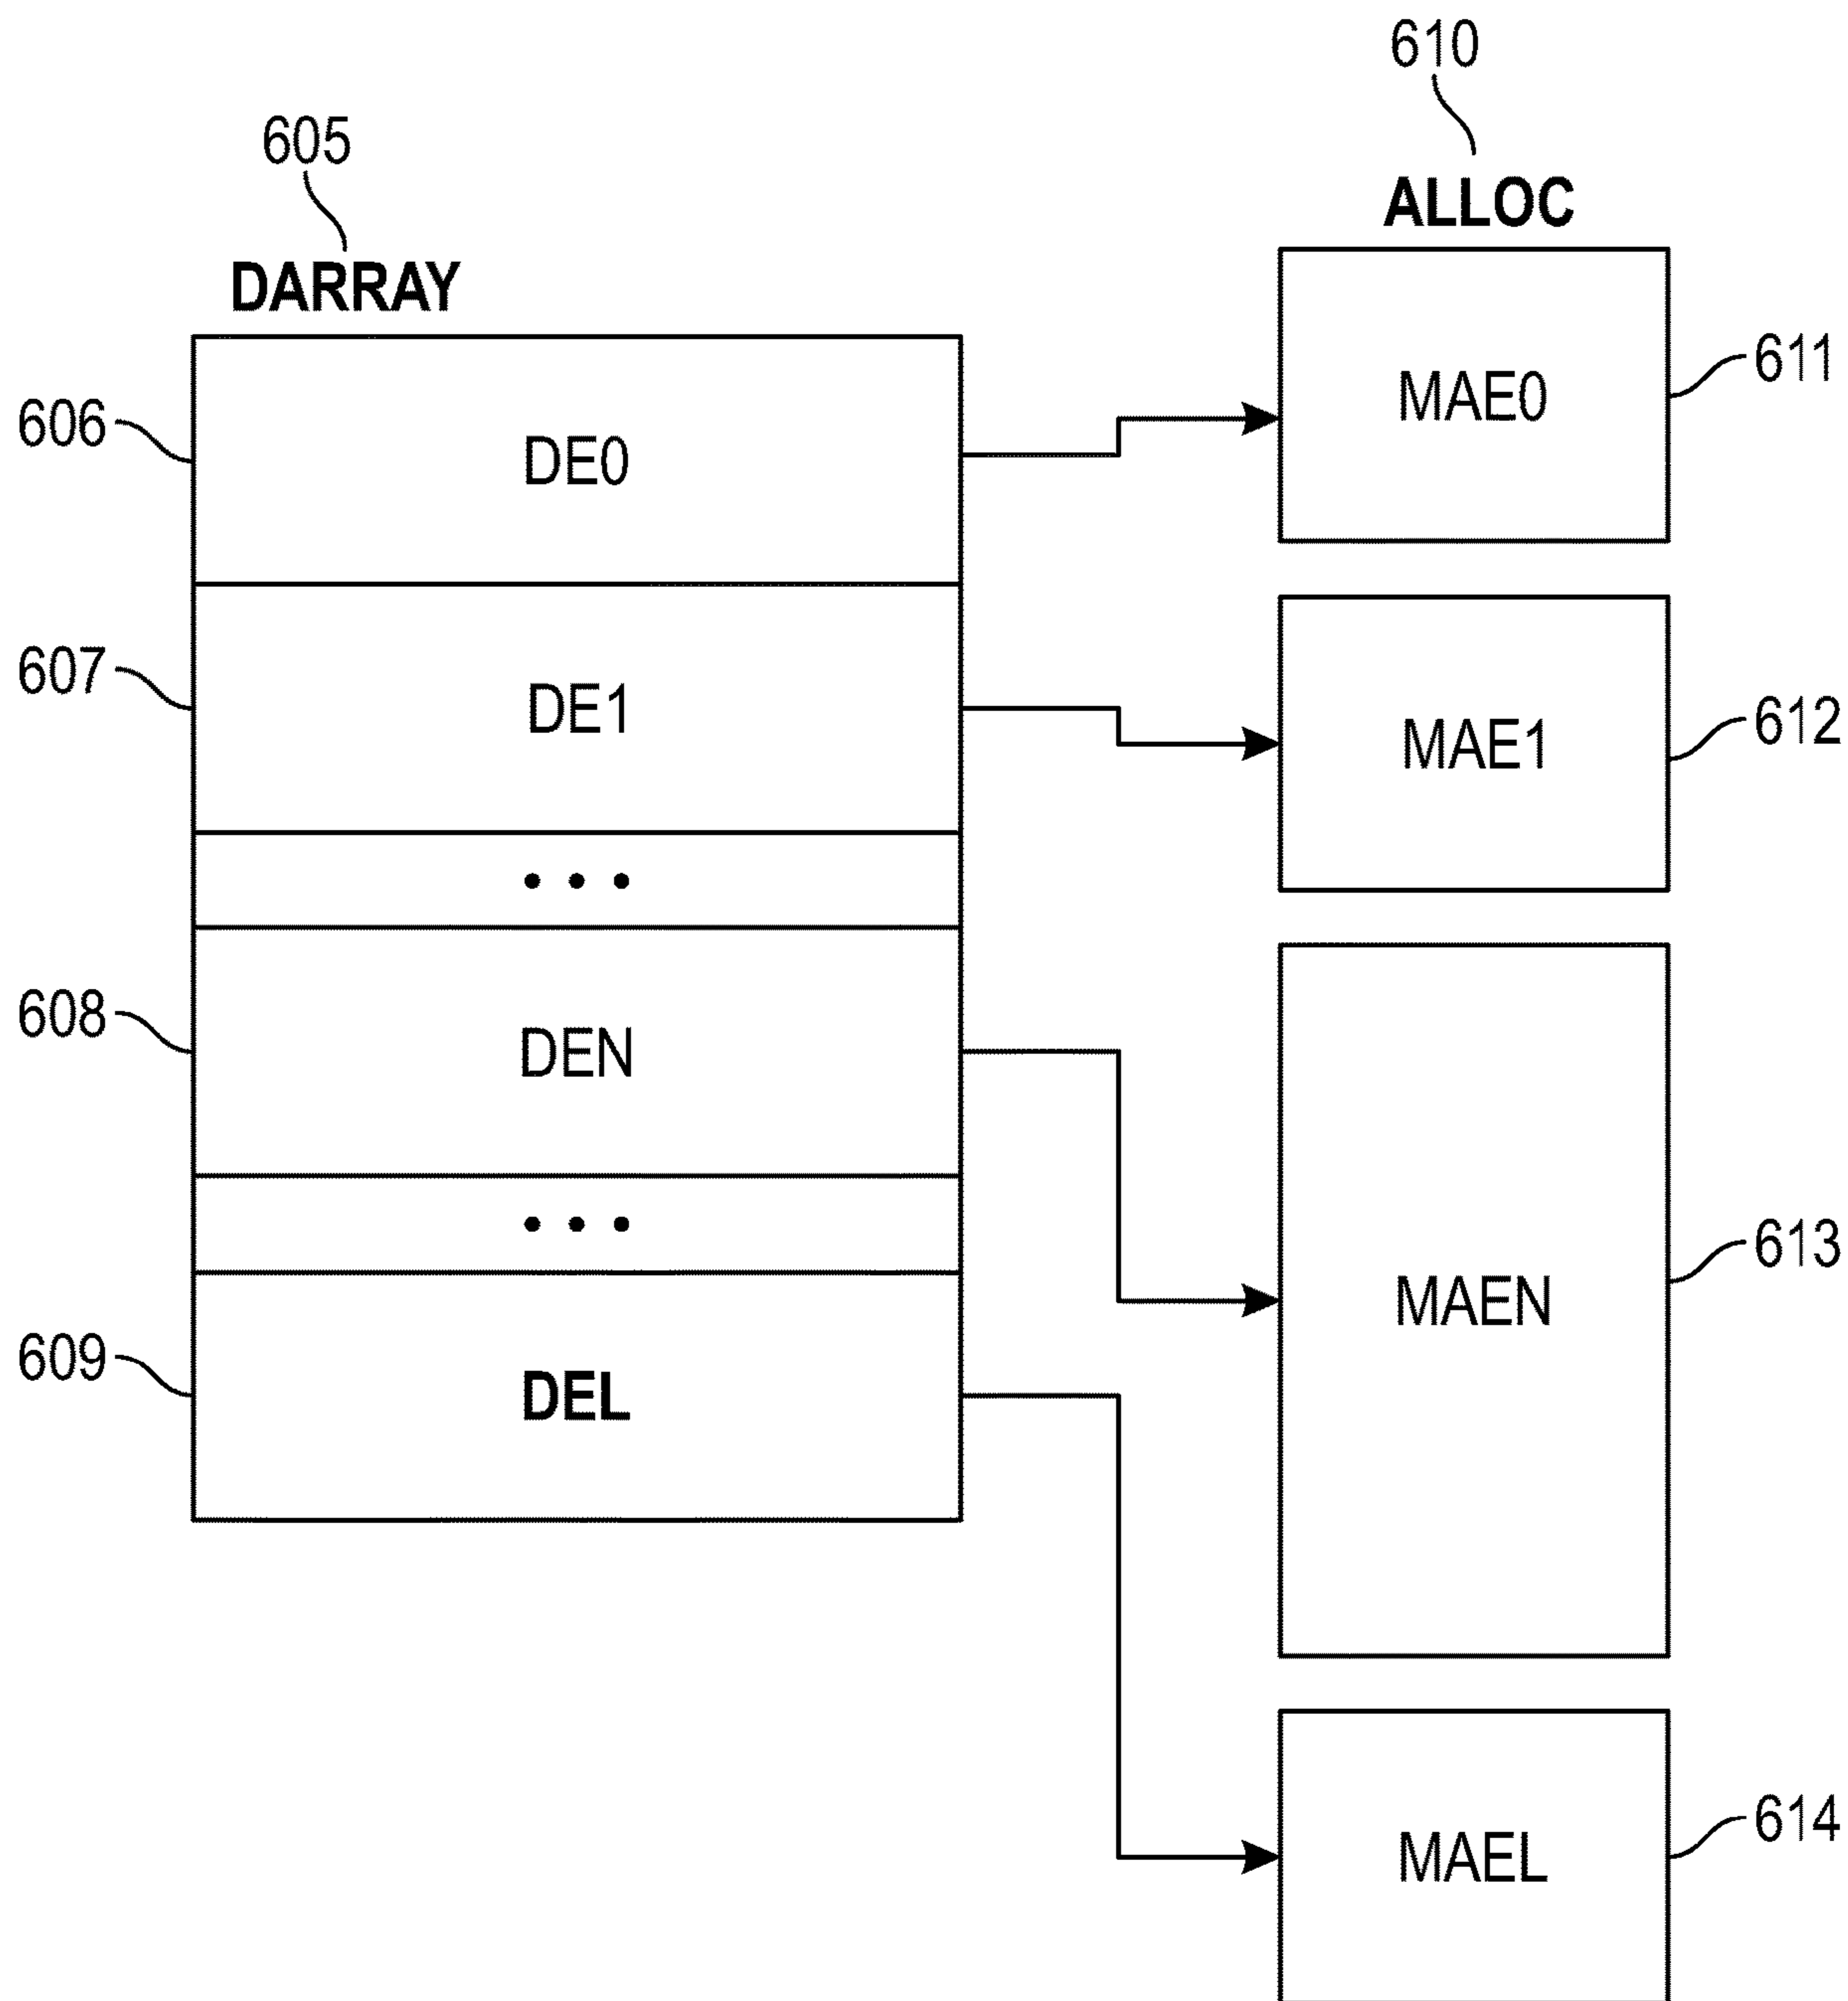 610
605
ALLOC
DARRAY
606
DE0
MAE0
611
607
DE1
MAE1
612
• • •
608
DEN
MAEN
613
• • •
609
DEL
MAEL
614